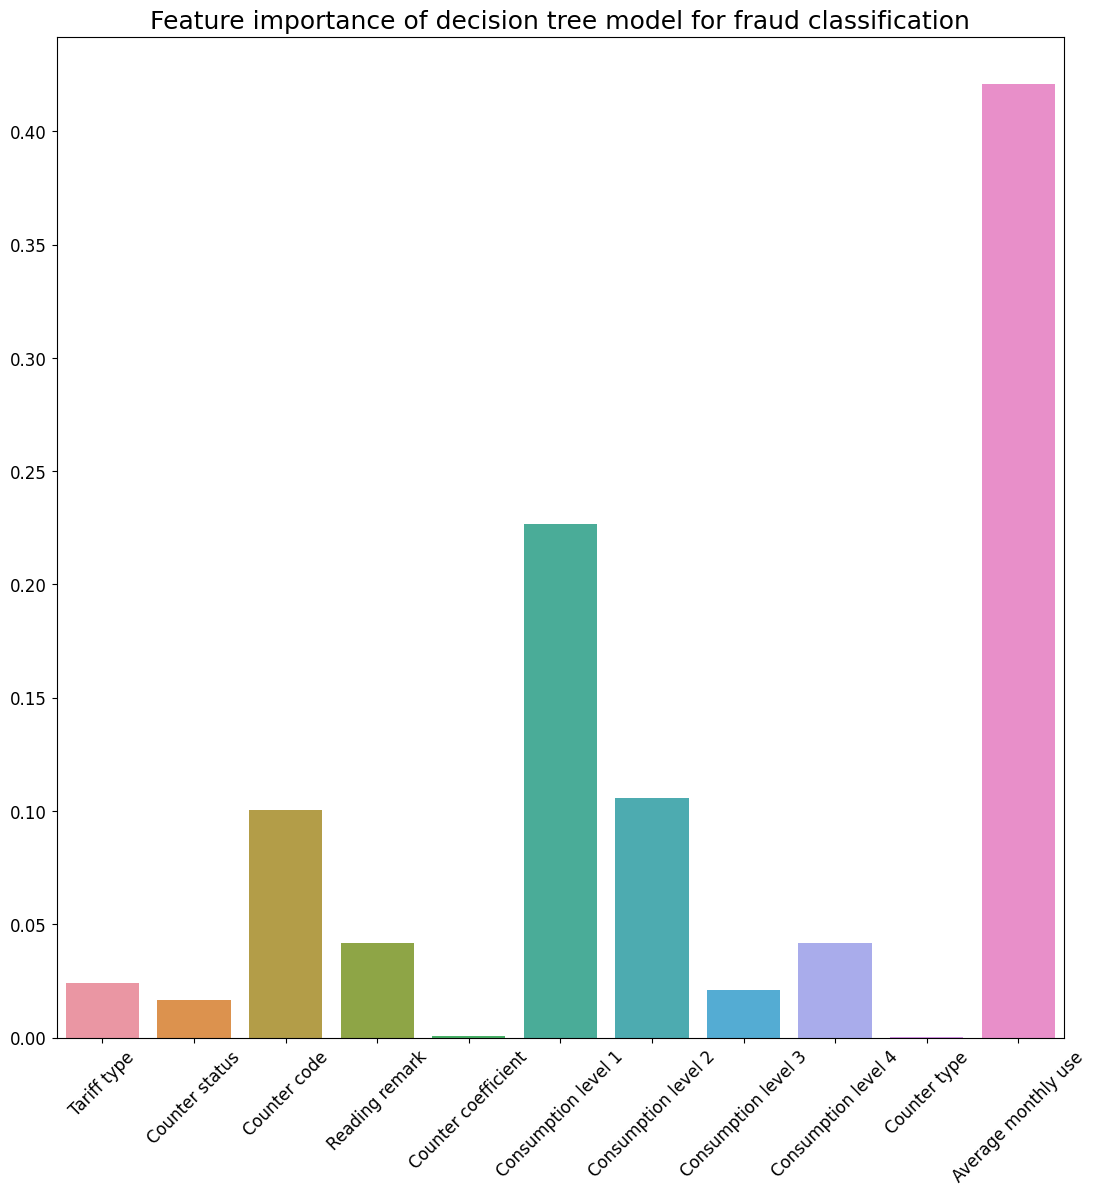 Feature importance of decision tree model for fraud classification
0.40
0.35
0.30
0.25
0.20
0.15
0.10
0.05
0.00
Tariff type
Counter status
Counter code
Reading remark
Counter coefficient
Consumption level 1
Consumption level 2
Consumption level 3
Consumption level 4
Counter type
Average monthly use